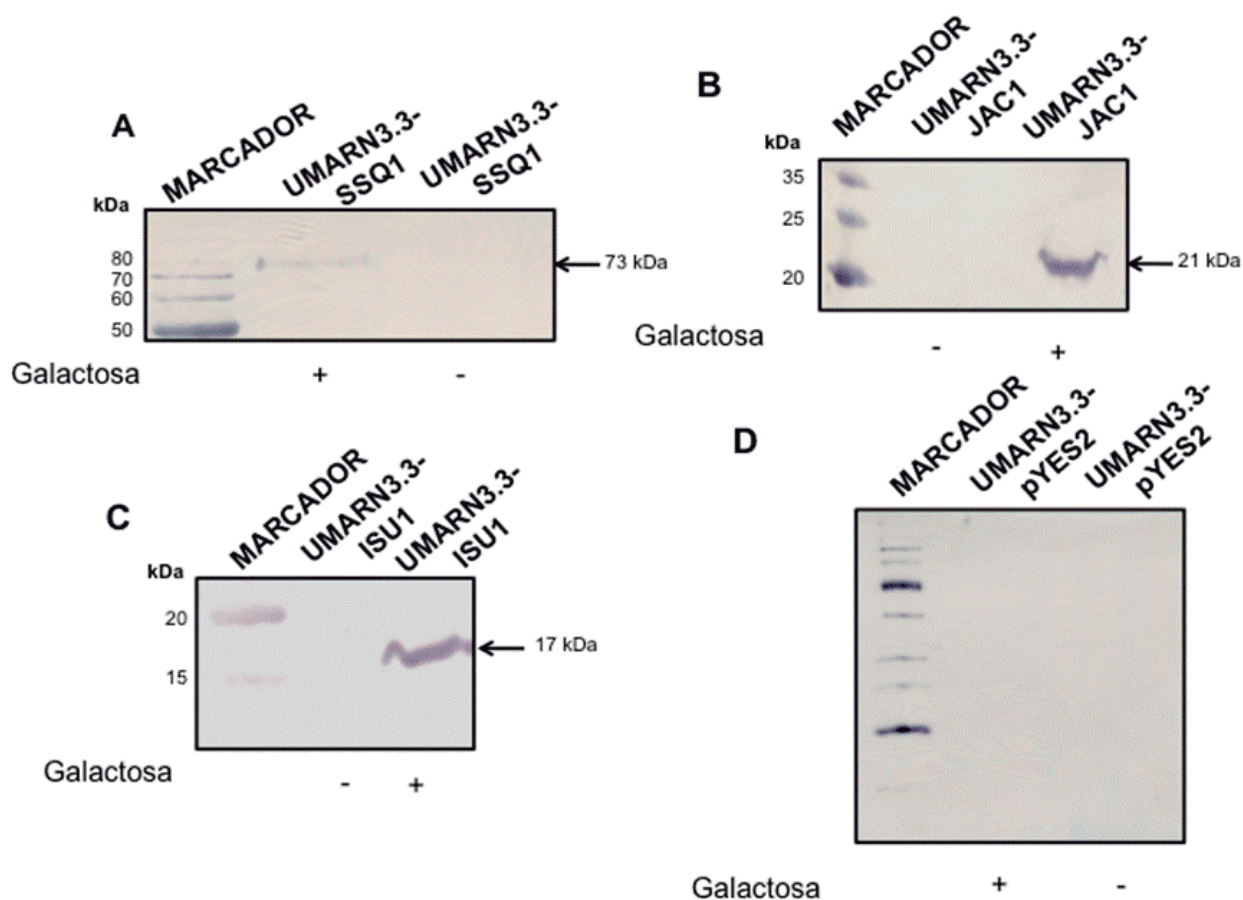 A
MARCADOR
UMARN3.3-
SSQ1
UMARN3.3-
SSQ1
kDa
80
70
60
50
73 kDa
Galactosa
+ -
B
MARCADOR
UMARN3.3-
JAC1
UMARN3.3-
JAC1
kDa
35
25
20
21 kDa
Galactosa
- +
C
MARCADOR
UMARN3.3-
ISU1
UMARN3.3-
ISU1
kDa
20
15
17 kDa
Galactosa
- +
D
MARCADOR
UMARN3.3-
pYES2
UMARN3.3-
pYES2
Galactosa
+ -